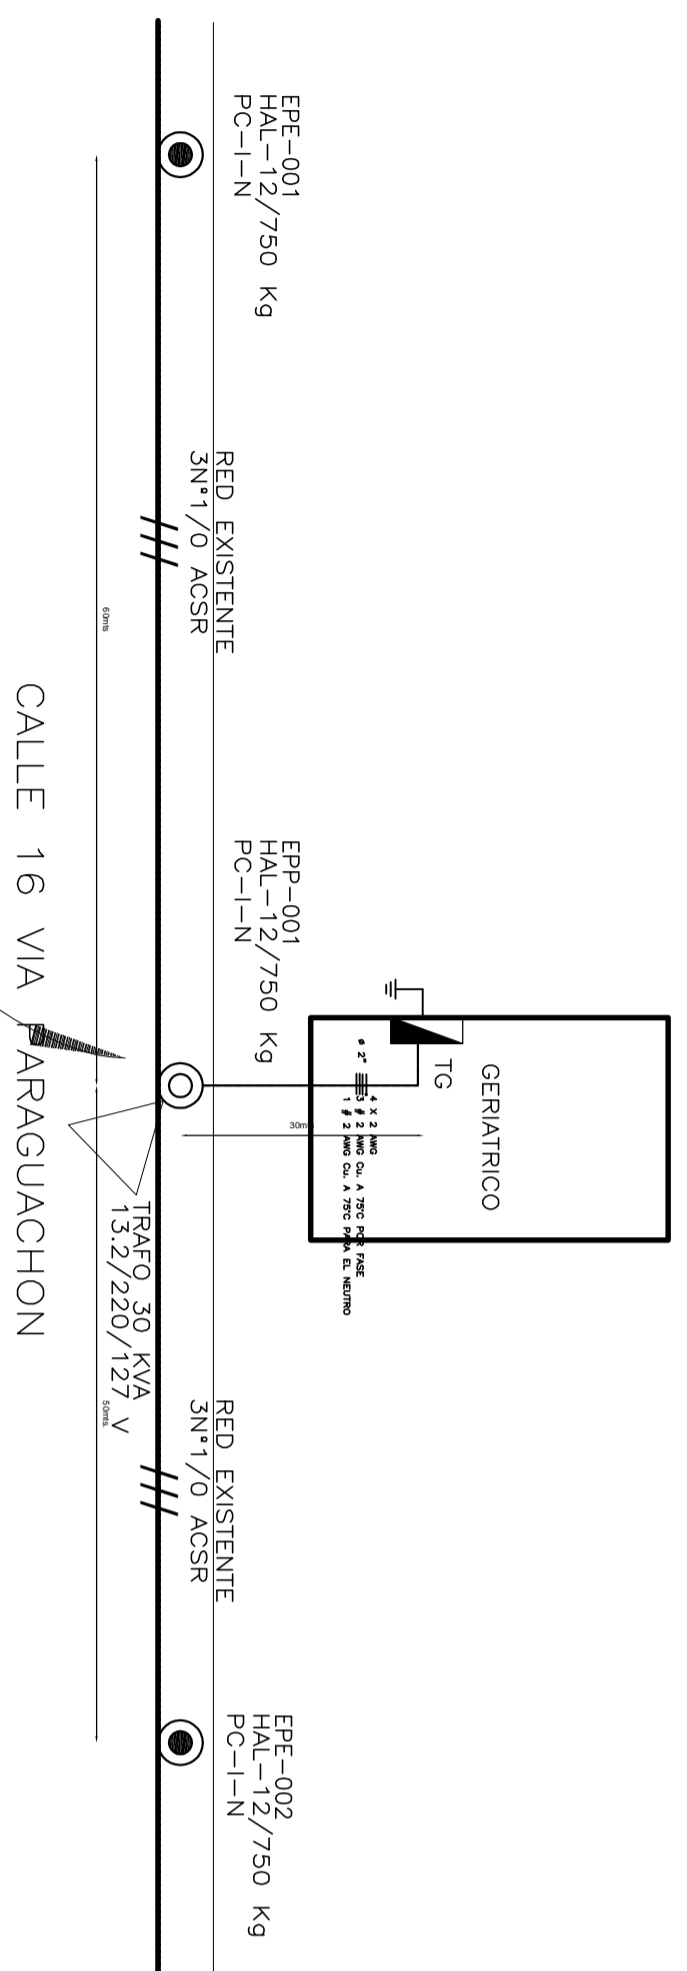 EPE-001
HAL-12/750 Kg
PC-I-N
RED EXISTENTE
3N°1/0 ACSR
60mts
EPP-001
HAL-12/750 Kg
PC-I-N
GERIATRICO
TG
4 X 2 AWG
ø 2" 3 # 2 AWG Cu. A 75°C POR FASE
1 # 2 AWG Cu. A 75°C PARA EL NEUTRO
TRAFO 30 KVA
13.2/220/127 V
50mts.
RED EXISTENTE
3N°1/0 ACSR
EPE-002
HAL-12/750 Kg
PC-I-N
CALLE 16 VIA PARAGUACHON